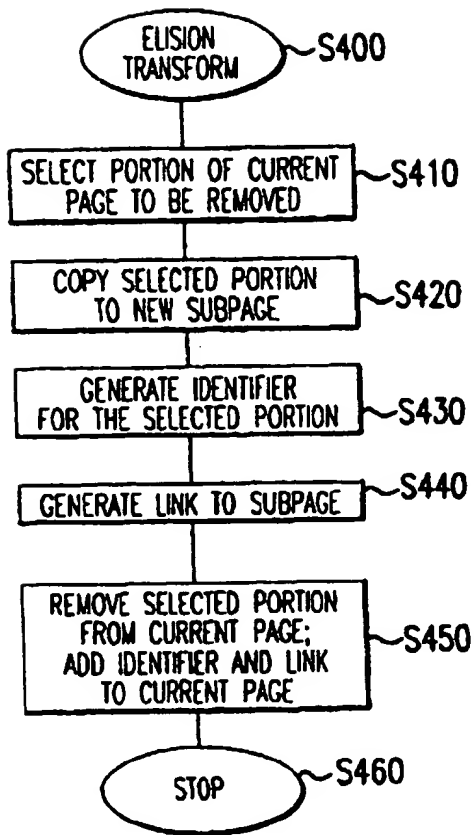 ELISION
TRANSFORM
S400
SELECT PORTION OF CURRENT
PAGE TO BE REMOVED
S410
COPY SELECTED PORTION
TO NEW SUBPAGE
S420
GENERATE IDENTIFIER
FOR THE SELECTED PORTION
S430
GENERATE LINK TO SUBPAGE
S440
REMOVE SELECTED PORTION
FROM CURRENT PAGE;
ADD IDENTIFIER AND LINK
TO CURRENT PAGE
S450
STOP
S460